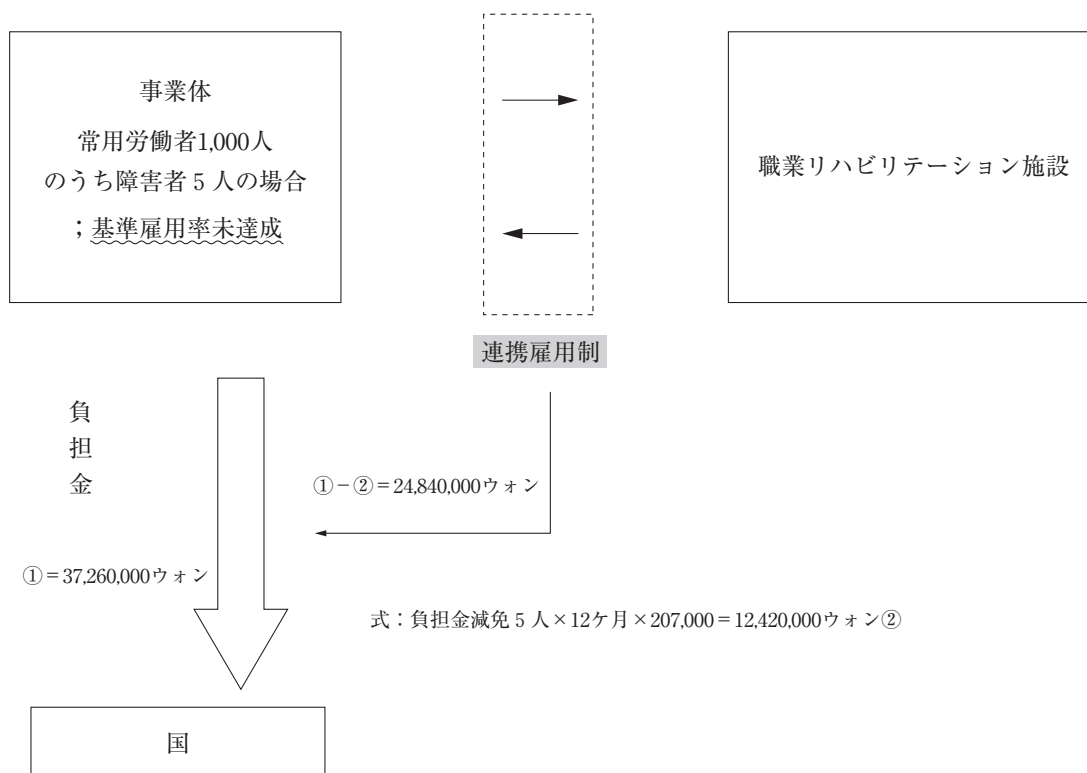 事業体
常用労働者1,000人
のうち障害者5人の場合
；基準雇用率未達成
職業リハビリテーション施設
連携雇用制
負
担
金
①－②＝24,840,000ウォン
①＝37,260,000ウォン
式：負担金減免5人×12ケ月×207,000＝12,420,000ウォン②
国